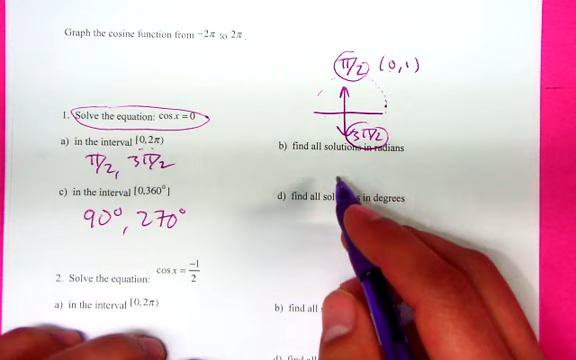 Graph the cosine function from −2π to 2π.
π/2 (0,1)
1. Solve the equation: cos x = 0
3π/2
a) in the interval [0,2π)
π/2, 3π/2
b) find all solutions in radians
c) in the interval [0,360°]
90°, 270°
d) find all sol in degrees
2. Solve the equation: cos x = −1/2
a) in the interval [0,2π)
b) find all
d) find all